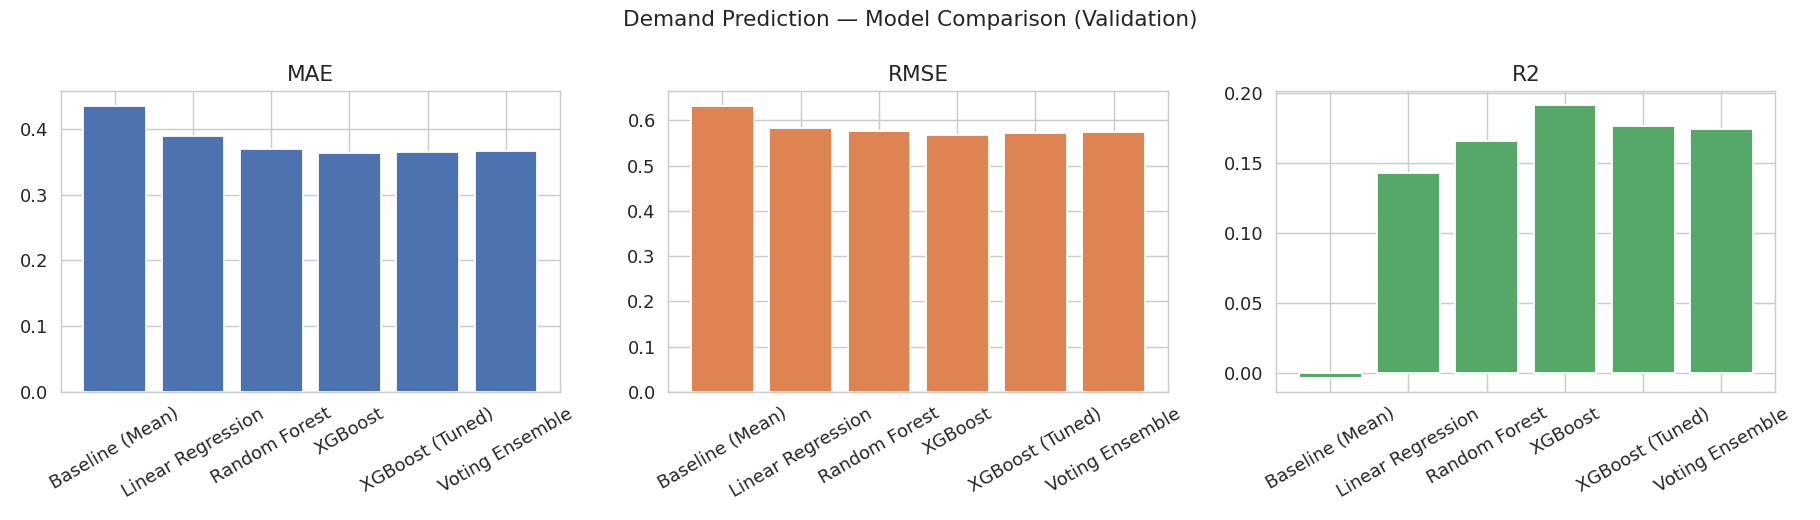 Demand Prediction — Model Comparison (Validation)
MAE
0.4
0.3
0.2
0.1
0.0
Baseline (Mean)
Linear Regression
Random Forest
XGBoost
XGBoost (Tuned)
Voting Ensemble
RMSE
0.6
0.5
0.4
0.3
0.2
0.1
0.0
Baseline (Mean)
Linear Regression
Random Forest
XGBoost
XGBoost (Tuned)
Voting Ensemble
R2
0.20
0.15
0.10
0.05
0.00
Baseline (Mean)
Linear Regression
Random Forest
XGBoost
XGBoost (Tuned)
Voting Ensemble